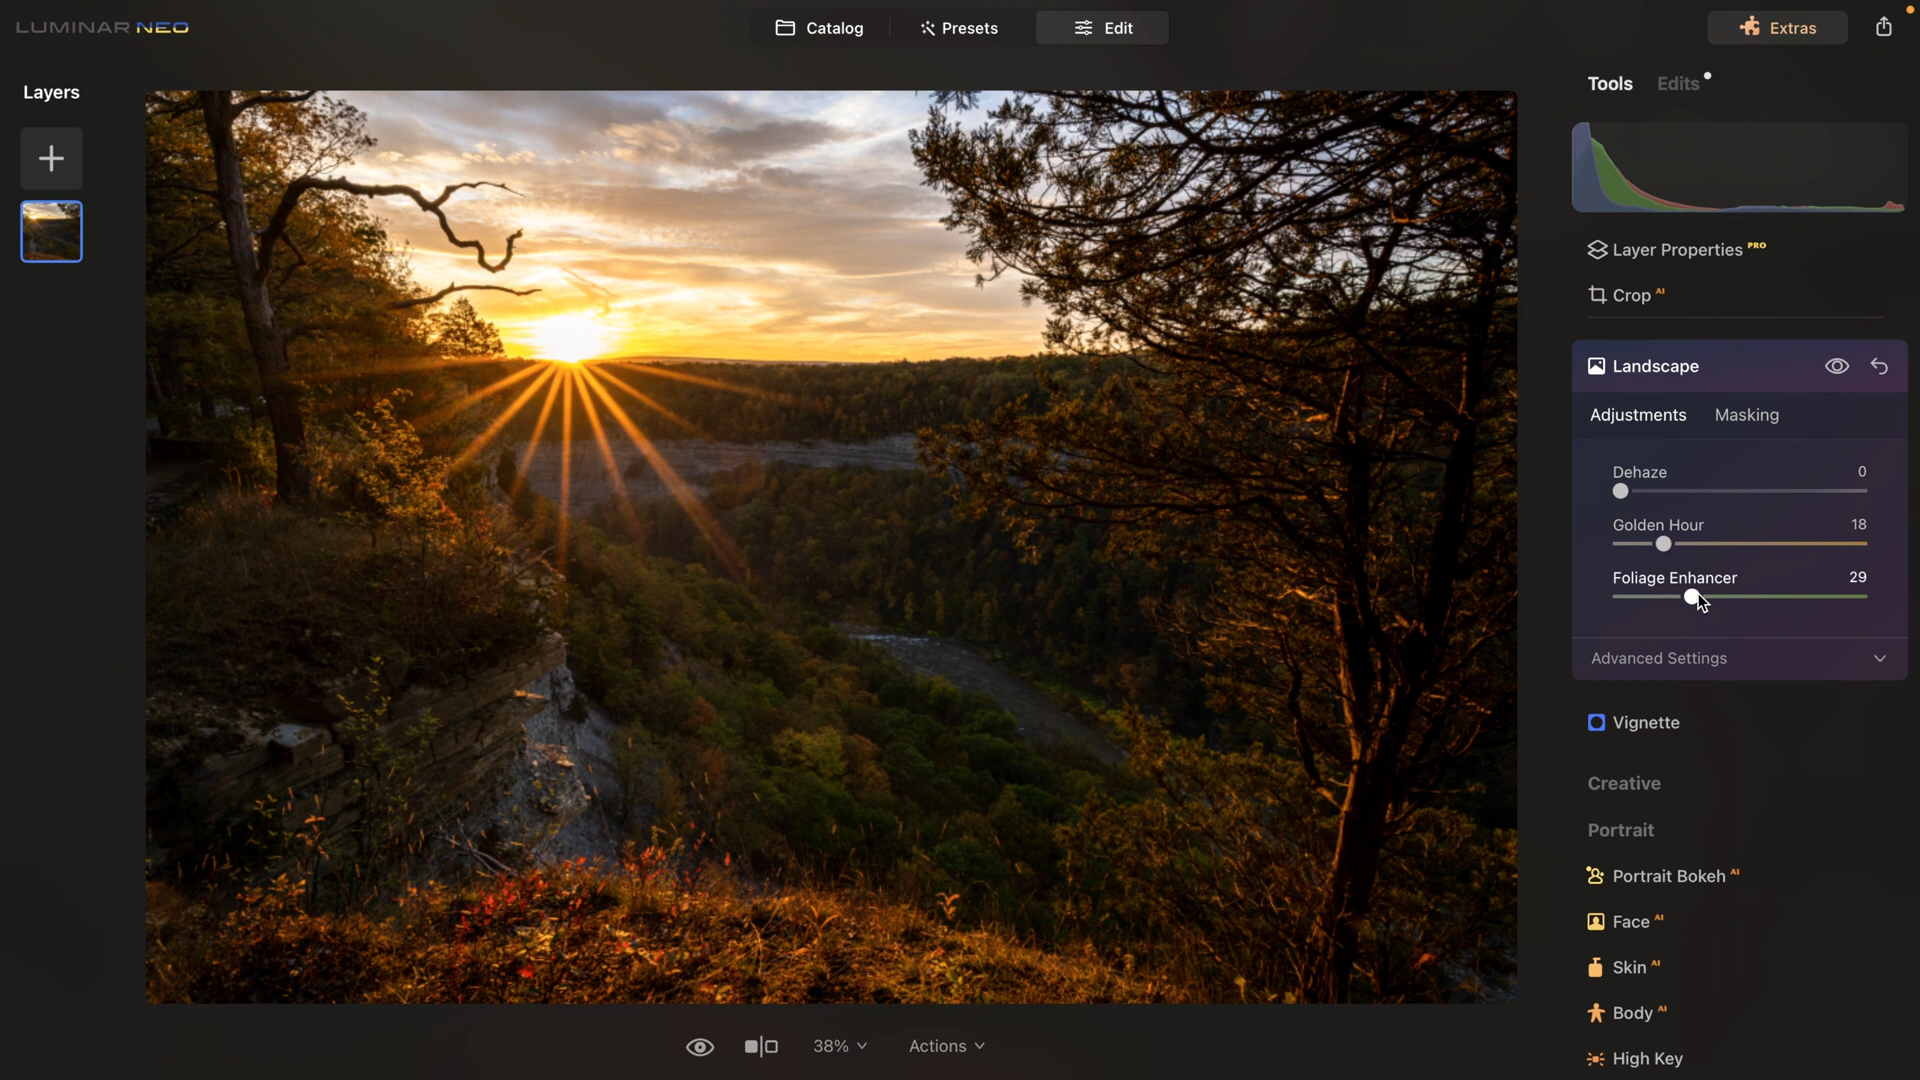 LUMINAR NEO
Catalog
Presets
Edit
Extras
Layers
Tools
Edits
Layer Properties PRO
Crop AI
Landscape
Adjustments
Masking
Dehaze
0
Golden Hour
18
Foliage Enhancer
29
Advanced Settings
Vignette
Creative
Portrait
Portrait Bokeh AI
Face AI
Skin AI
Body AI
High Key
38%
Actions